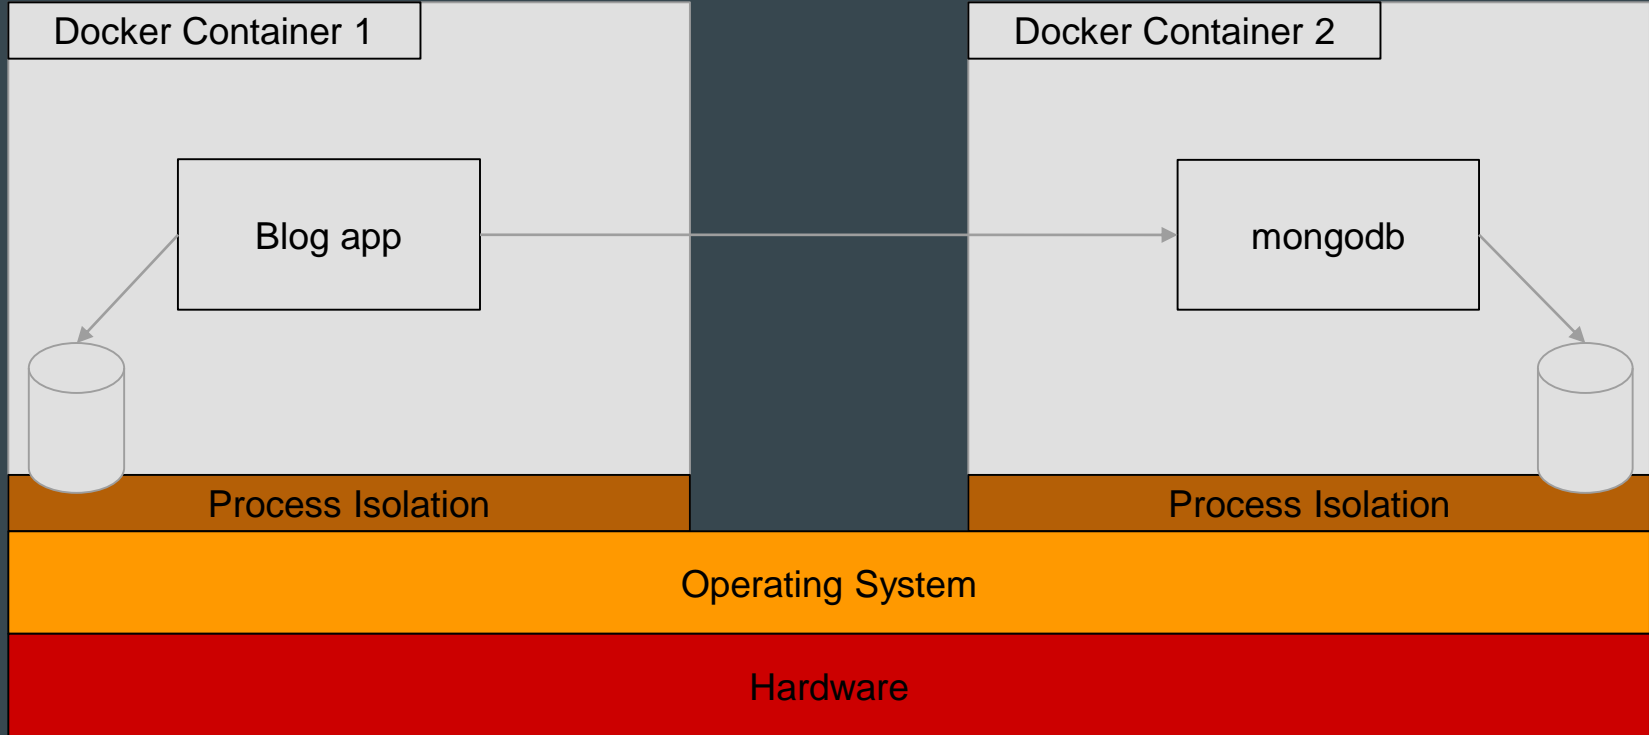 Docker Container 1
Docker Container 2
Blog app
mongodb
Process Isolation
Process Isolation
Operating System
Hardware